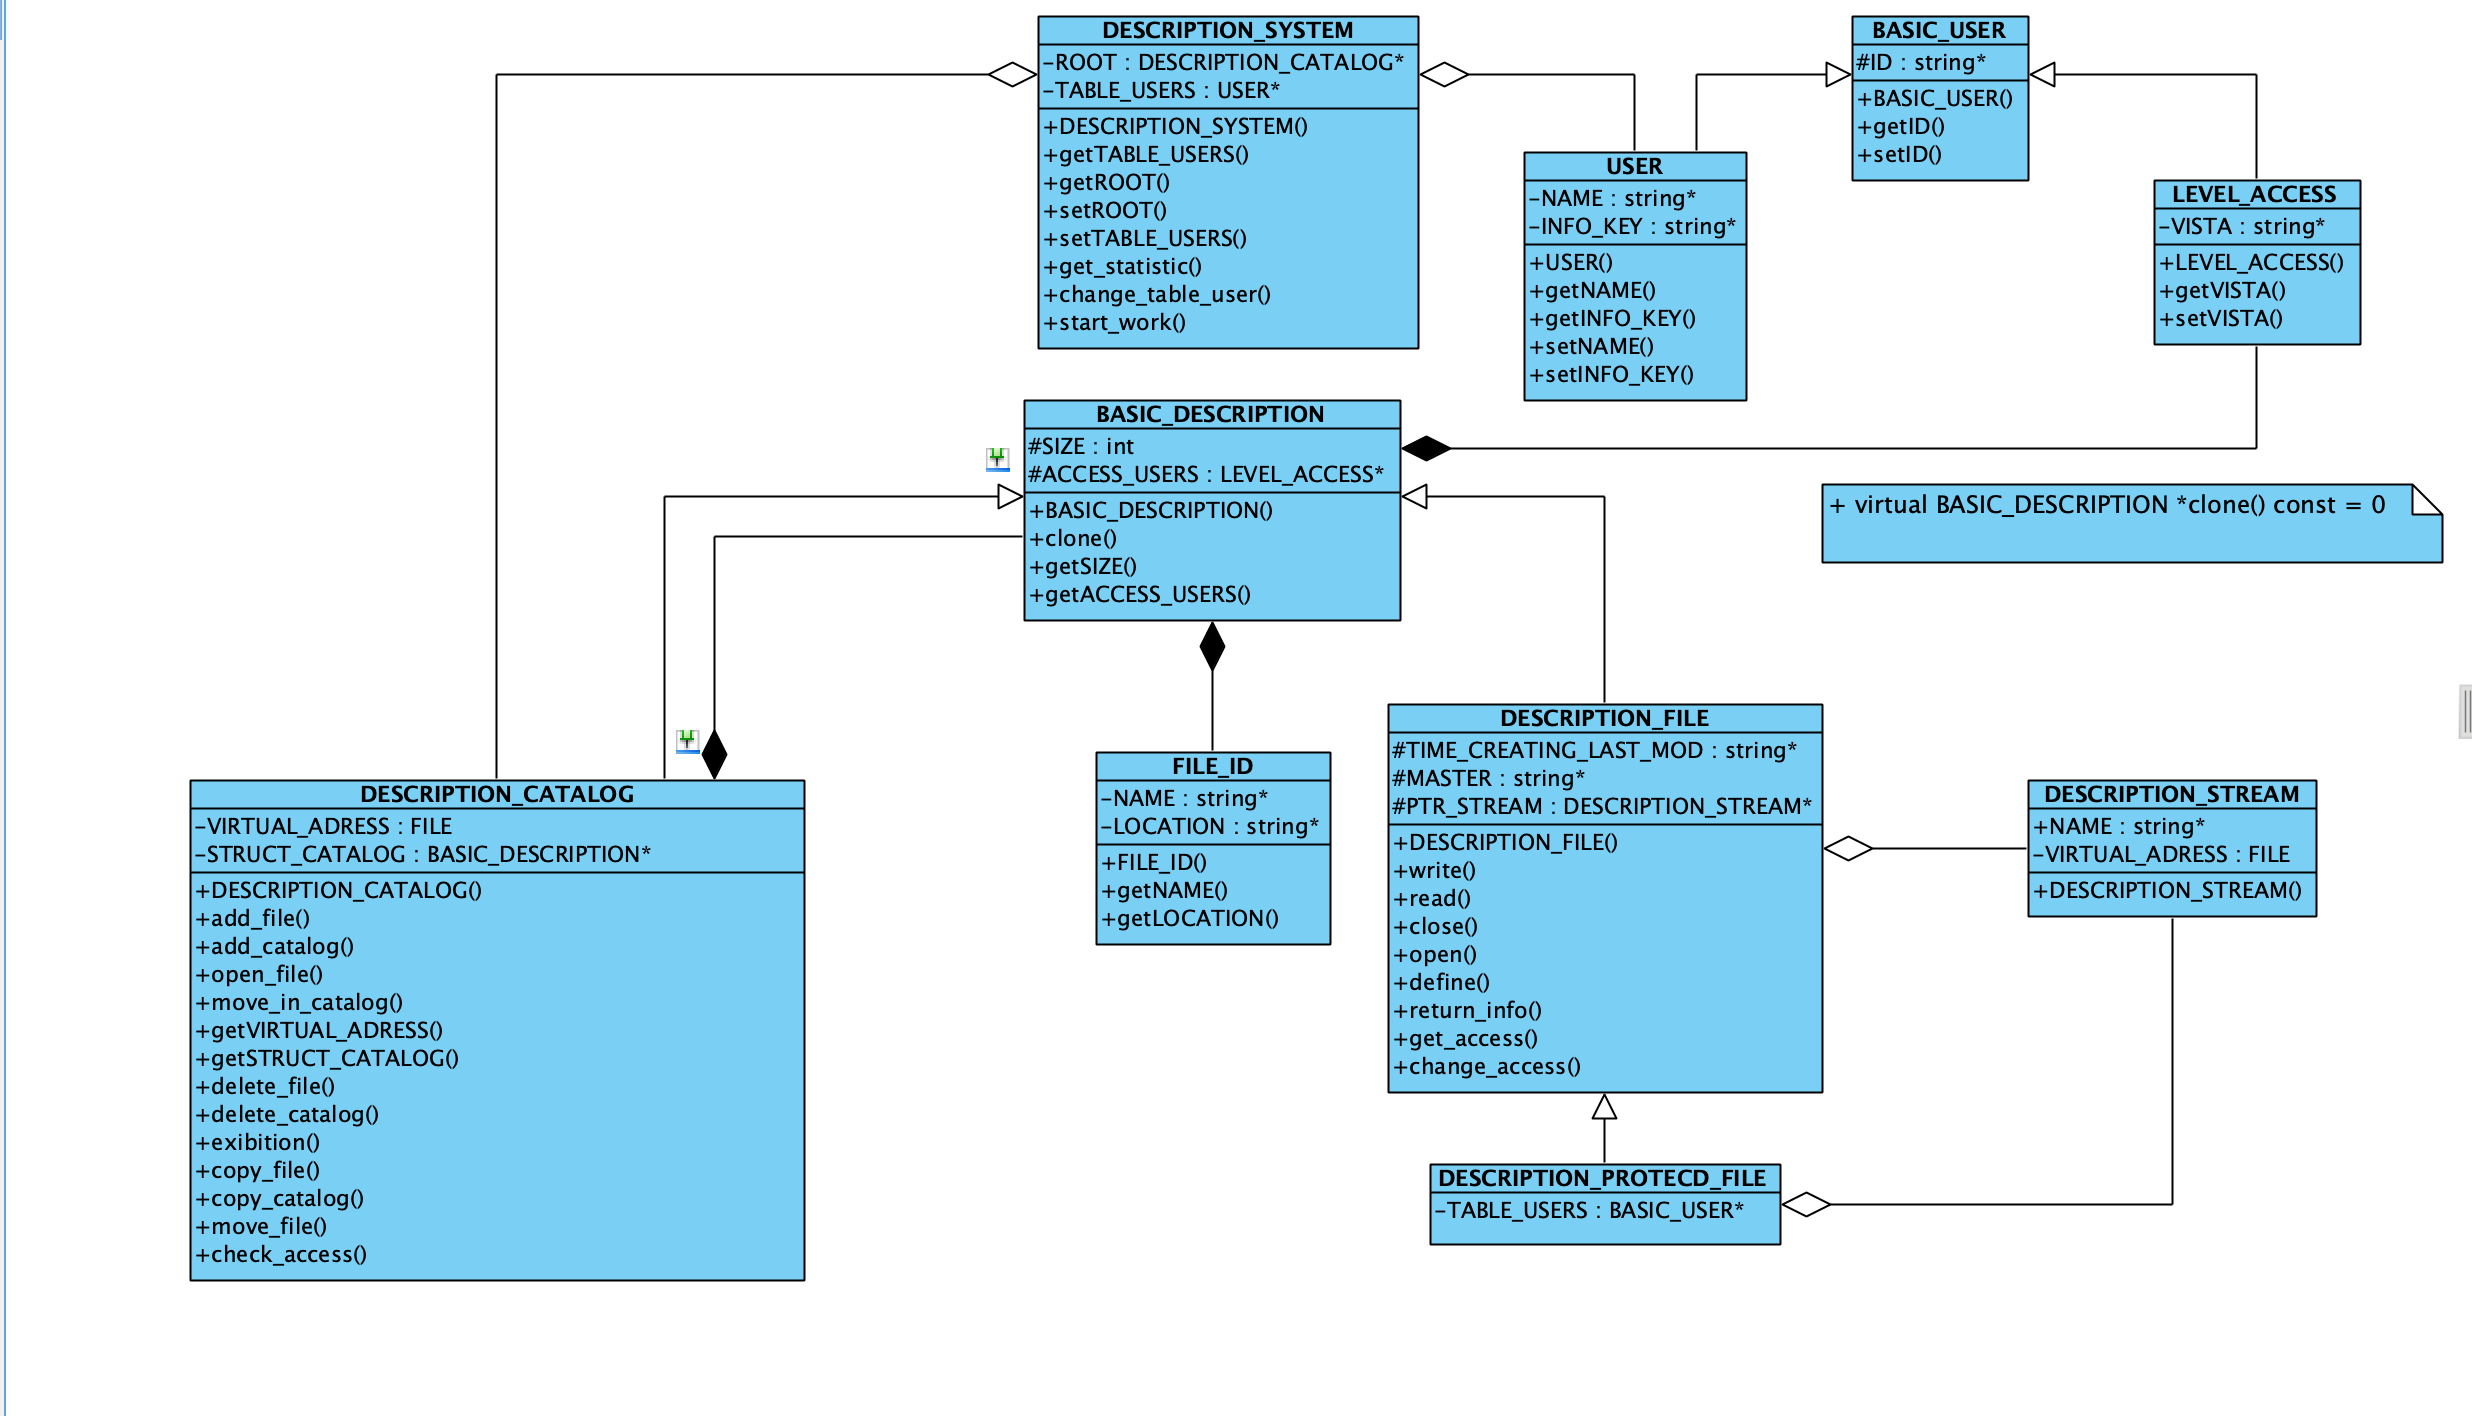 DESCRIPTION_SYSTEM
-ROOT : DESCRIPTION_CATALOG*
-TABLE_USERS : USER*
+DESCRIPTION_SYSTEM()
+getTABLE_USERS()
+getROOT()
+setROOT()
+setTABLE_USERS()
+get_statistic()
+change_table_user()
+start_work()
BASIC_USER
#ID : string*
+BASIC_USER()
+getID()
+setID()
USER
-NAME : string*
-INFO_KEY : string*
+USER()
+getNAME()
+getINFO_KEY()
+setNAME()
+setINFO_KEY()
LEVEL_ACCESS
-VISTA : string*
+LEVEL_ACCESS()
+getVISTA()
+setVISTA()
BASIC_DESCRIPTION
#SIZE : int
#ACCESS_USERS : LEVEL_ACCESS*
+BASIC_DESCRIPTION()
+clone()
+getSIZE()
+getACCESS_USERS()
+ virtual BASIC_DESCRIPTION *clone() const = 0
DESCRIPTION_CATALOG
-VIRTUAL_ADRESS : FILE
-STRUCT_CATALOG : BASIC_DESCRIPTION*
+DESCRIPTION_CATALOG()
+add_file()
+add_catalog()
+open_file()
+move_in_catalog()
+getVIRTUAL_ADRESS()
+getSTRUCT_CATALOG()
+delete_file()
+delete_catalog()
+exibition()
+copy_file()
+copy_catalog()
+move_file()
+check_access()
FILE_ID
-NAME : string*
-LOCATION : string*
+FILE_ID()
+getNAME()
+getLOCATION()
DESCRIPTION_FILE
#TIME_CREATING_LAST_MOD : string*
#MASTER : string*
#PTR_STREAM : DESCRIPTION_STREAM*
+DESCRIPTION_FILE()
+write()
+read()
+close()
+open()
+define()
+return_info()
+get_access()
+change_access()
DESCRIPTION_STREAM
+NAME : string*
-VIRTUAL_ADRESS : FILE
+DESCRIPTION_STREAM()
DESCRIPTION_PROTECD_FILE
-TABLE_USERS : BASIC_USER*